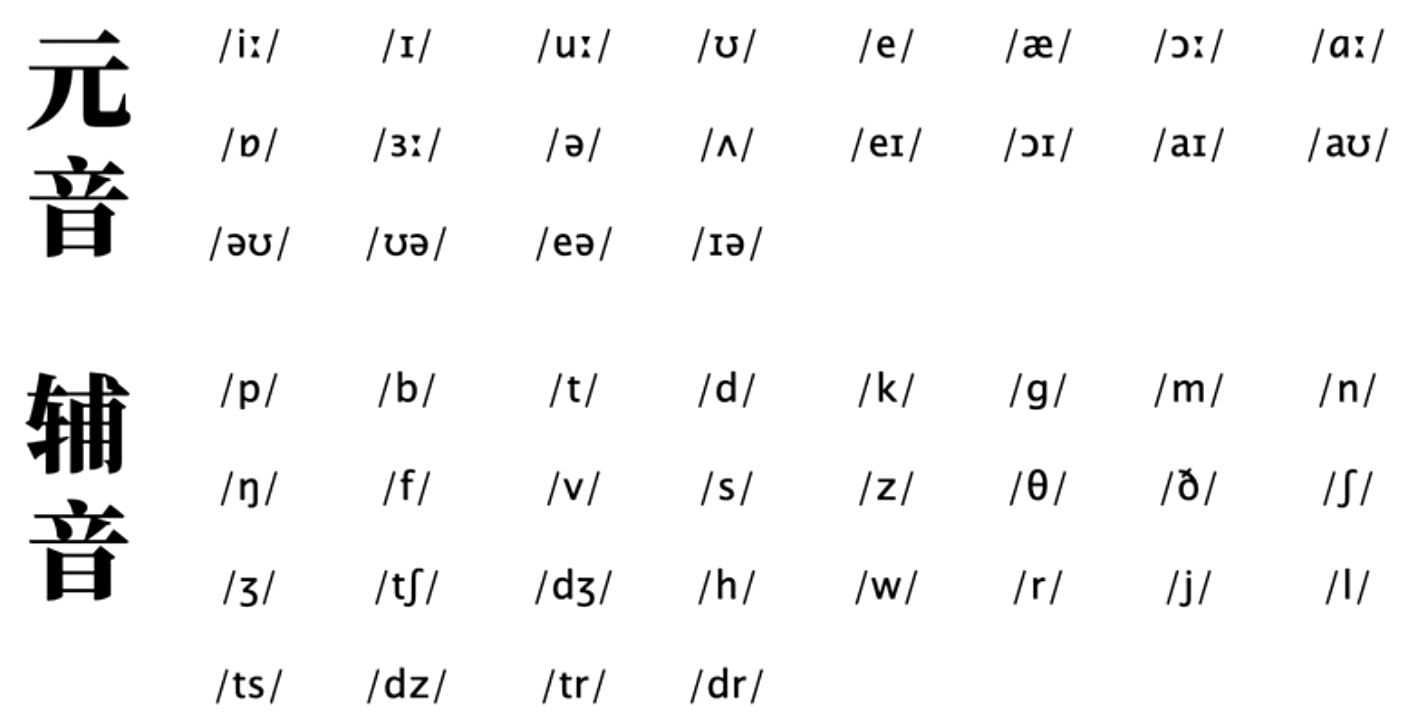 元音
/iː/ /ɪ/ /uː/ /ʊ/ /e/ /æ/ /ɔː/ /ɑː/
/ɒ/ /ɜː/ /ə/ /ʌ/ /eɪ/ /ɔɪ/ /aɪ/ /aʊ/
/əʊ/ /ʊə/ /eə/ /ɪə/
辅音
/p/ /b/ /t/ /d/ /k/ /g/ /m/ /n/
/ŋ/ /f/ /v/ /s/ /z/ /θ/ /ð/ /ʃ/
/ʒ/ /tʃ/ /dʒ/ /h/ /w/ /r/ /j/ /l/
/ts/ /dz/ /tr/ /dr/